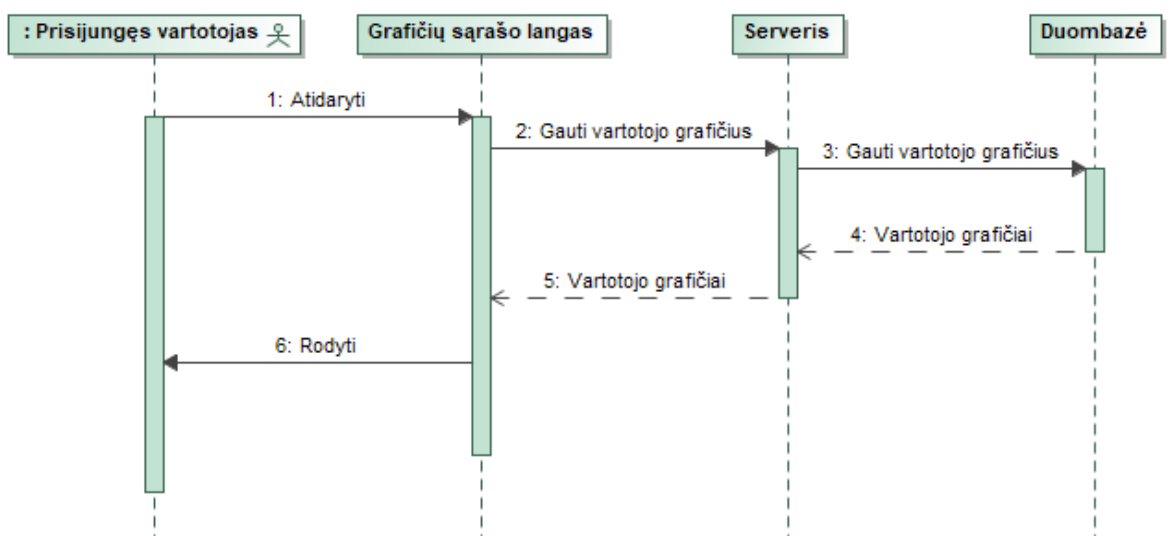 : Prisijungęs vartotojas
Grafičių sąrašo langas
Serveris
Duombazė
1: Atidaryti
2: Gauti vartotojo grafičius
3: Gauti vartotojo grafičius
4: Vartotojo grafičiai
5: Vartotojo grafičiai
6: Rodyti